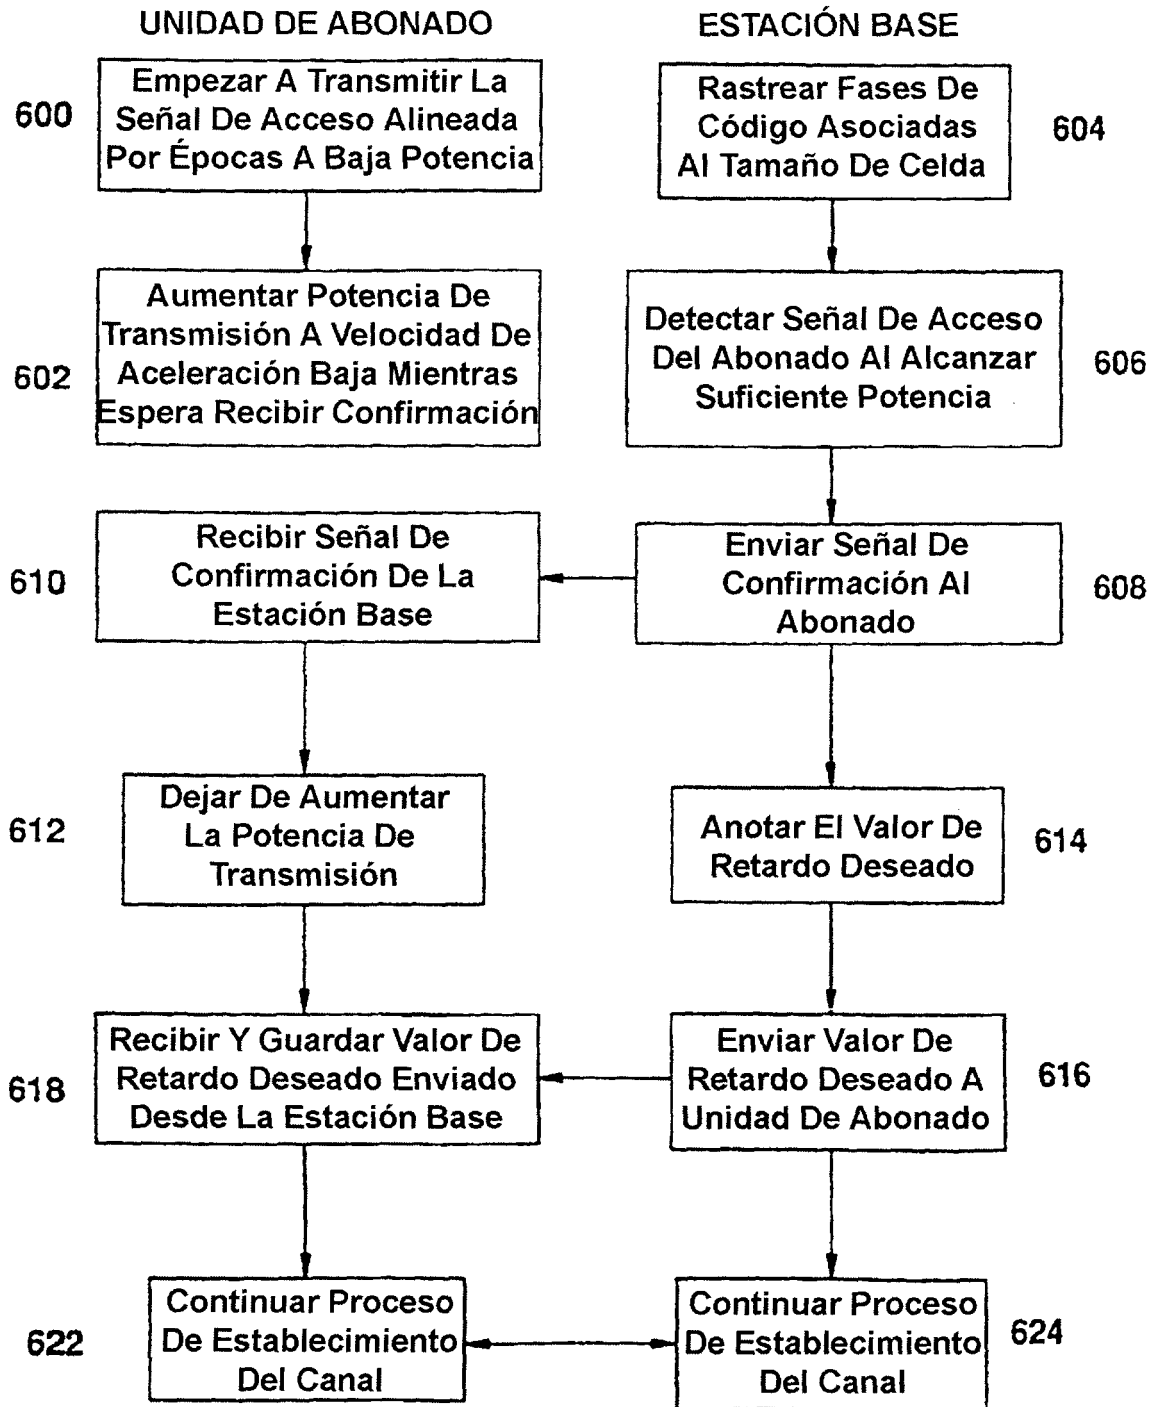 UNIDAD DE ABONADO
ESTACIÓN BASE
600
Empezar A Transmitir La
Señal De Acceso Alineada
Por Épocas A Baja Potencia
Rastrear Fases De
Código Asociadas
Al Tamaño De Celda
604
602
Aumentar Potencia De
Transmisión A Velocidad De
Aceleración Baja Mientras
Espera Recibir Confirmación
Detectar Señal De Acceso
Del Abonado Al Alcanzar
Suficiente Potencia
606
610
Recibir Señal De
Confirmación De La
Estación Base
Enviar Señal De
Confirmación Al
Abonado
608
612
Dejar De Aumentar
La Potencia De
Transmisión
Anotar El Valor De
Retardo Deseado
614
618
Recibir Y Guardar Valor De
Retardo Deseado Enviado
Desde La Estación Base
Enviar Valor De
Retardo Deseado A
Unidad De Abonado
616
622
Continuar Proceso
De Establecimiento
Del Canal
Continuar Proceso
De Establecimiento
Del Canal
624